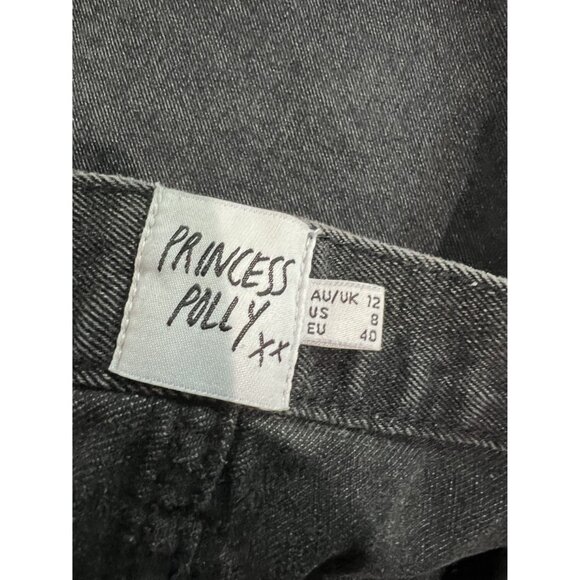 PRINCESS
POLLY
xx
AU/UK 12
US 8
EU 40